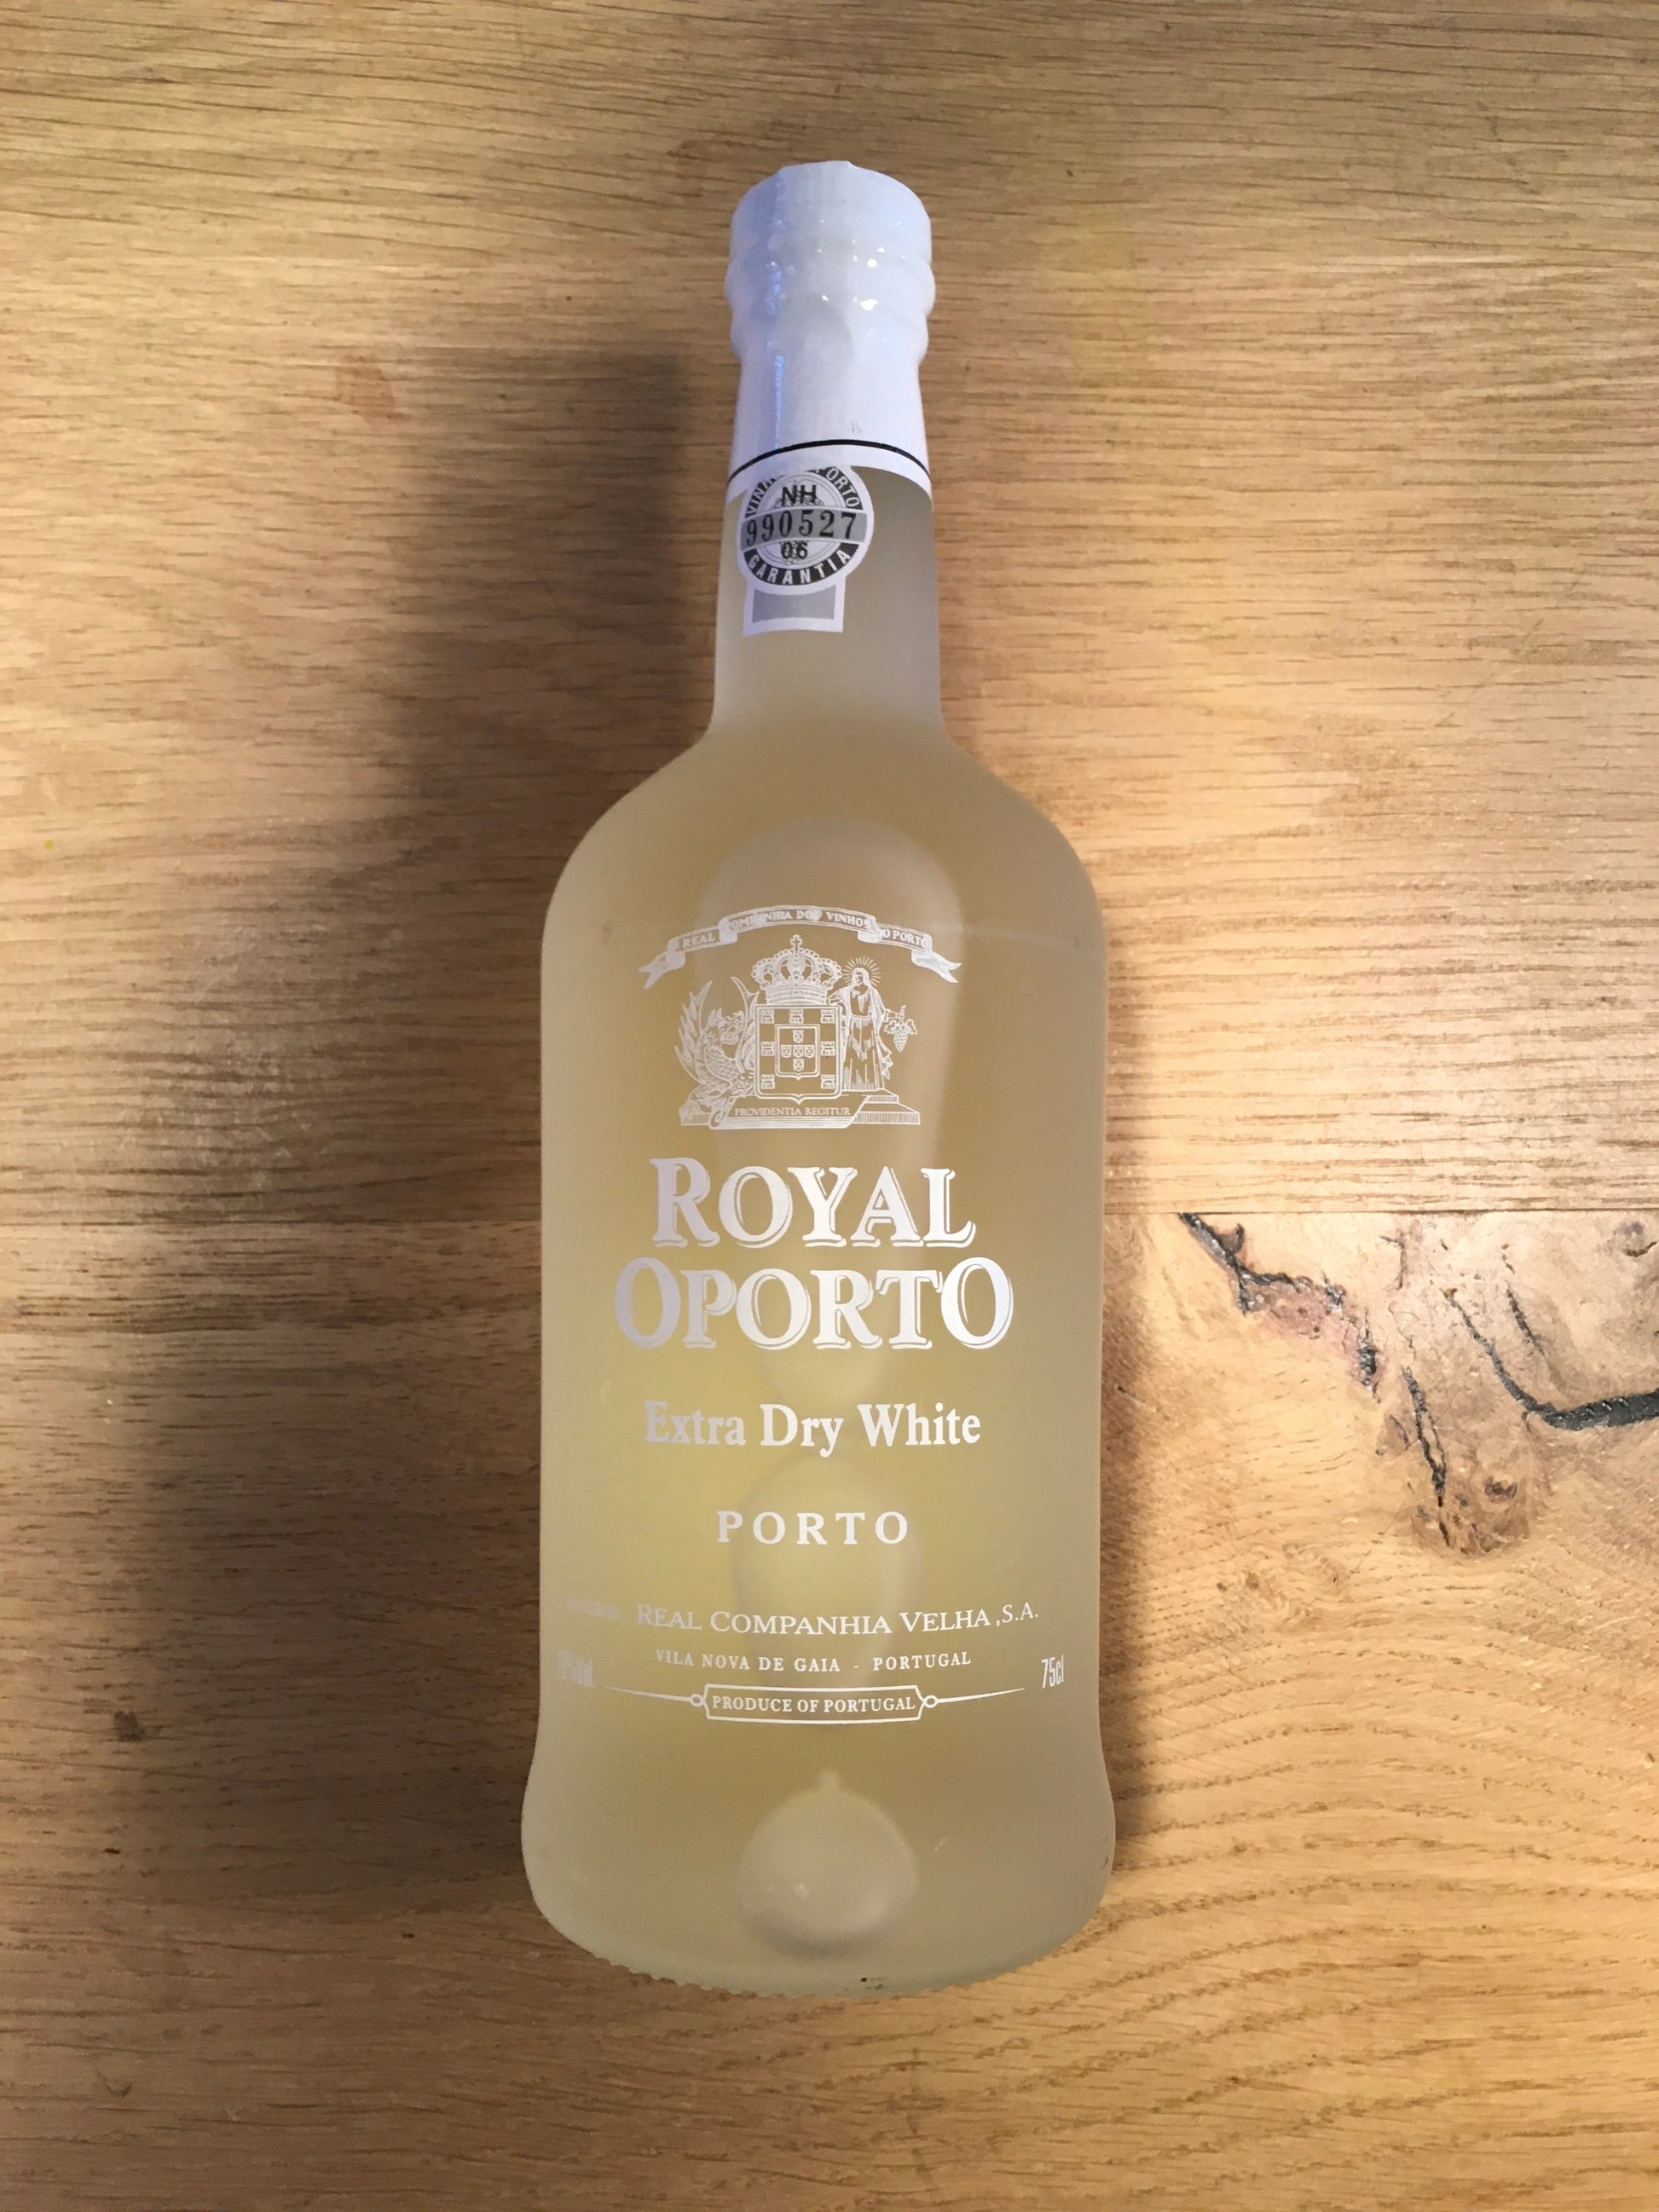 VINHO PORTO
NH
990527
06
GARANTIA
REAL COMPANHIA DOS VINHOS DO PORTO
PROVIDENTIA REGITUR
ROYAL
OPORTO
Extra Dry White
PORTO
REAL COMPANHIA VELHA, S.A.
VILA NOVA DE GAIA - PORTUGAL
75cl
PRODUCE OF PORTUGAL